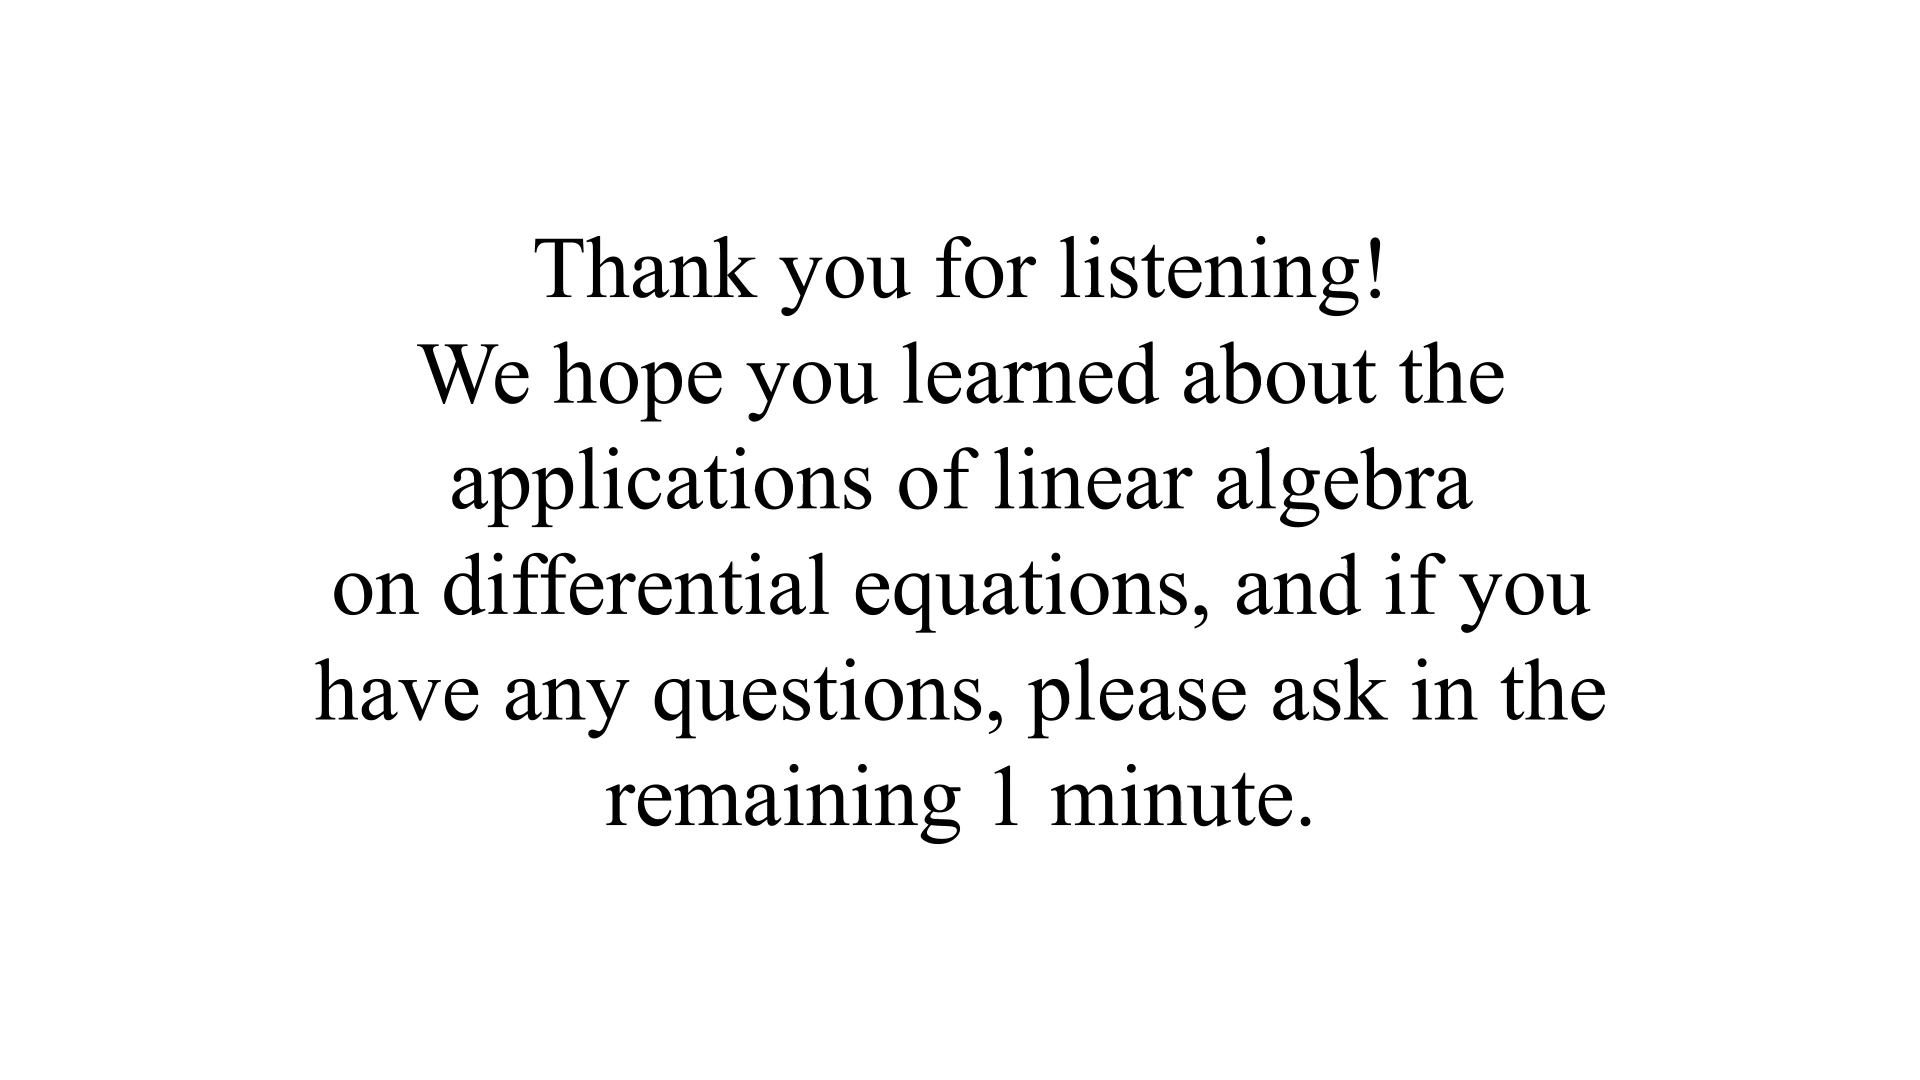 Thank you for listening!
We hope you learned about the
applications of linear algebra
on differential equations, and if you
have any questions, please ask in the
remaining 1 minute.